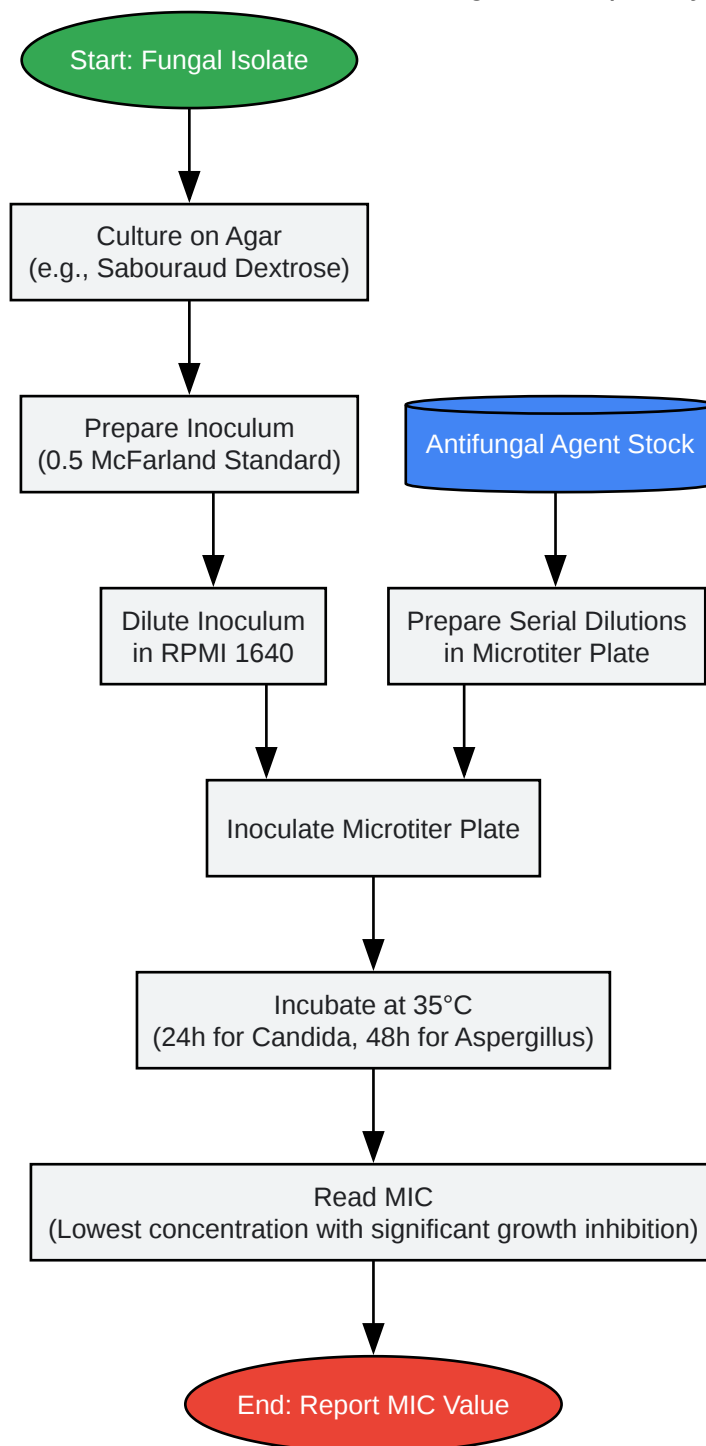 Start: Fungal Isolate
Culture on Agar
(e.g., Sabouraud Dextrose)
Prepare Inoculum
(0.5 McFarland Standard)
Antifungal Agent Stock
Dilute Inoculum
in RPMI 1640
Prepare Serial Dilutions
in Microtiter Plate
Inoculate Microtiter Plate
Incubate at 35°C
(24h for Candida, 48h for Aspergillus)
Read MIC
(Lowest concentration with significant growth inhibition)
End: Report MIC Value